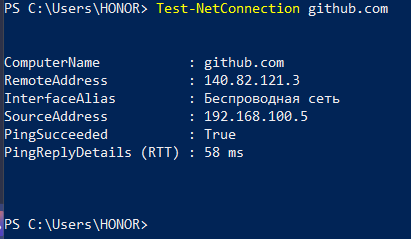 PS C:\Users\HONOR> Test-NetConnection github.com
ComputerName : github.com
RemoteAddress : 140.82.121.3
InterfaceAlias : Беспроводная сеть
SourceAddress : 192.168.100.5
PingSucceeded : True
PingReplyDetails (RTT) : 58 ms
PS C:\Users\HONOR>